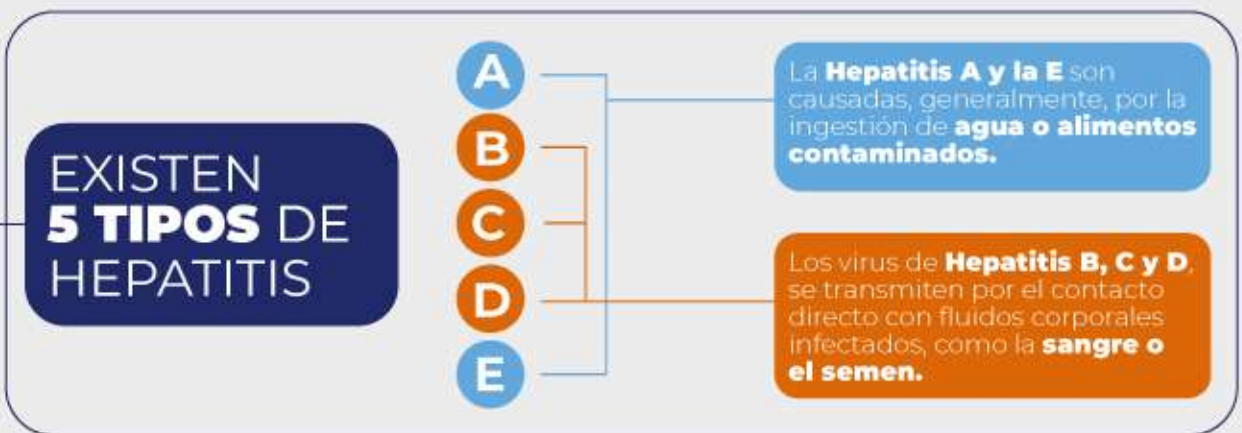 EXISTEN
5 TIPOS DE
HEPATITIS
A
B
C
D
E
La Hepatitis A y la E son
causadas, generalmente, por la
ingestión de agua o alimentos
contaminados.
Los virus de Hepatitis B, C y D,
se transmiten por el contacto
directo con fluidos corporales
infectados, como la sangre o
el semen.